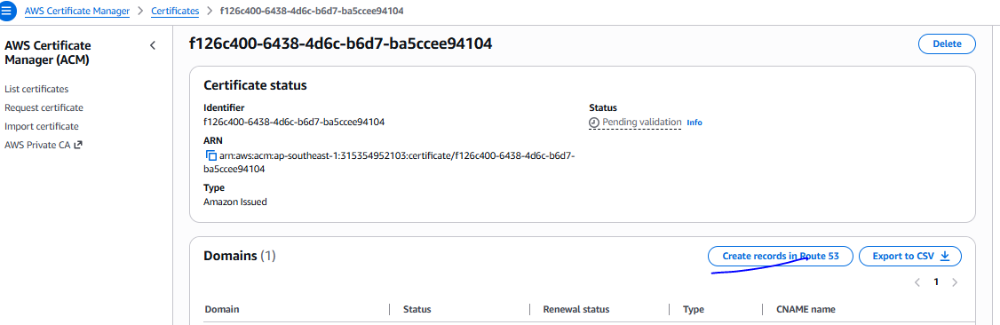 AWS Certificate Manager > Certificates > f126c400-6438-4d6c-b6d7-ba5ccee94104
AWS Certificate
Manager (ACM)
List certificates
Request certificate
Import certificate
AWS Private CA
f126c400-6438-4d6c-b6d7-ba5ccee94104
Delete
Certificate status
Identifier
f126c400-6438-4d6c-b6d7-ba5ccee94104
Status
Pending validation Info
ARN
arn:aws:acm:ap-southeast-1:315354952103:certificate/f126c400-6438-4d6c-b6d7-
ba5ccee94104
Type
Amazon Issued
Domains (1)
Create records in Route 53
Export to CSV
< 1 >
Domain Status Renewal status Type CNAME name